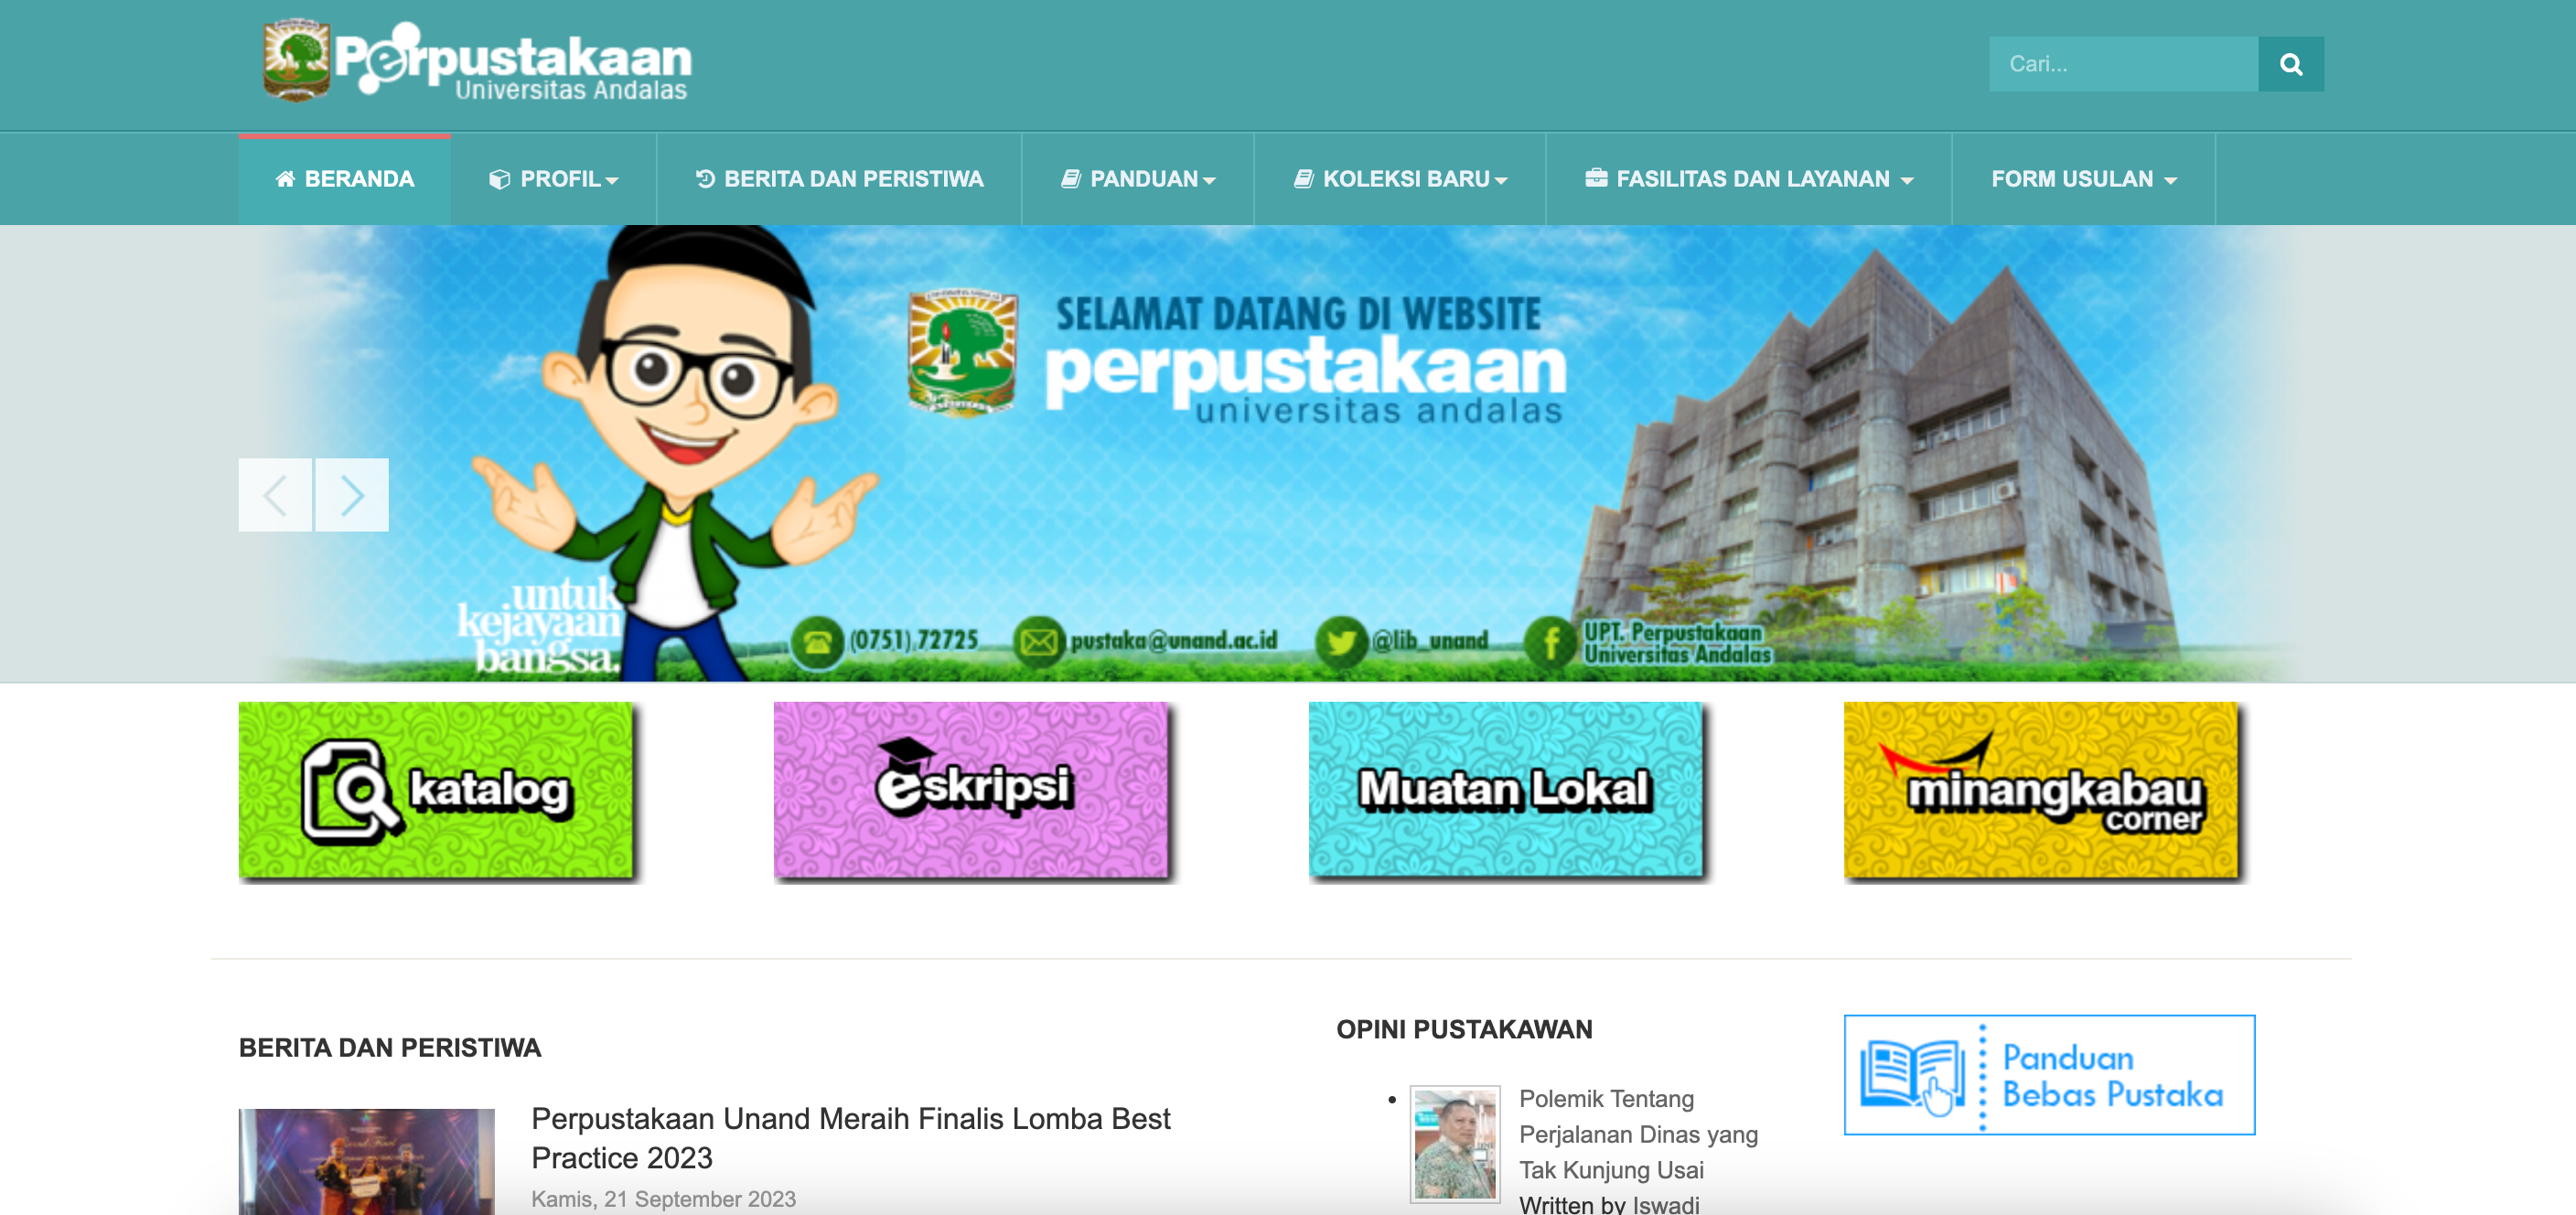 Perpustakaan
Universitas Andalas
Cari...
BERANDA
PROFIL
BERITA DAN PERISTIWA
PANDUAN
KOLEKSI BARU
FASILITAS DAN LAYANAN
FORM USULAN
SELAMAT DATANG DI WEBSITE
perpustakaan
universitas andalas
untuk
kejayaan
bangsa.
(0751) 72725
pustaka@unand.ac.id
@lib_unand
UPT. Perpustakaan
Universitas Andalas
katalog
eskripsi
Muatan Lokal
minangkabau
corner
BERITA DAN PERISTIWA
Perpustakaan Unand Meraih Finalis Lomba Best
Practice 2023
Kamis, 21 September 2023
OPINI PUSTAKAWAN
Polemik Tentang
Perjalanan Dinas yang
Tak Kunjung Usai
Written by Iswadi
Panduan
Bebas Pustaka